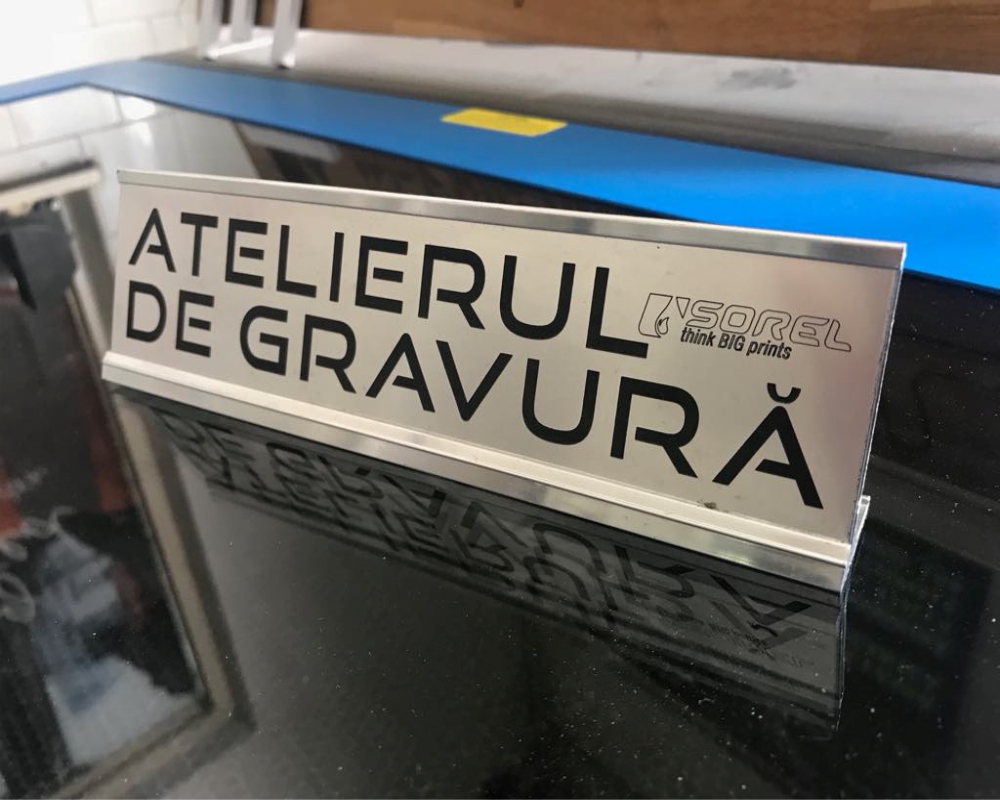 ATELIERUL
DE GRAVURĂ
SOREL
think BIG prints